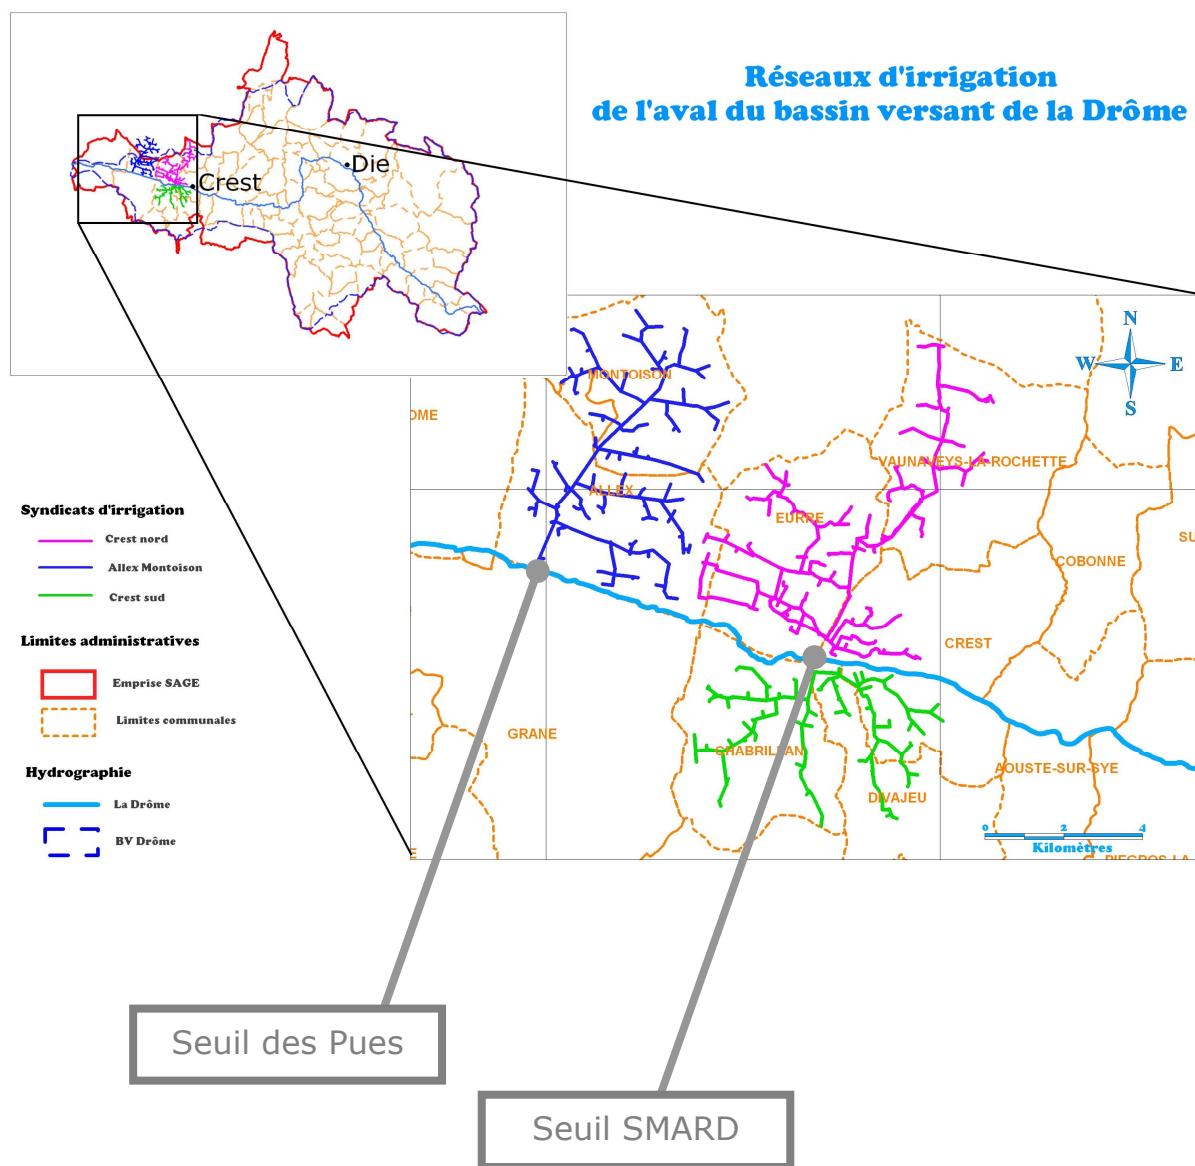 Réseaux d'irrigation
de l'aval du bassin versant de la Drôme
Die
Crest
N
W
E
S
MONTOISON
OME
VAUNAVEYS-LA-ROCHETTE
ALLEX
EURRE
SU
COBONNE
CREST
GRANE
CHABRILLAN
AOUSTE-SUR-SYE
DIVAJEU
0 2 4
Kilomètres
Syndicats d'irrigation
Crest nord
Allex Montoison
Crest sud
Limites administratives
Emprise SAGE
Limites communales
Hydrographie
La Drôme
BV Drôme
Seuil des Pues
Seuil SMARD